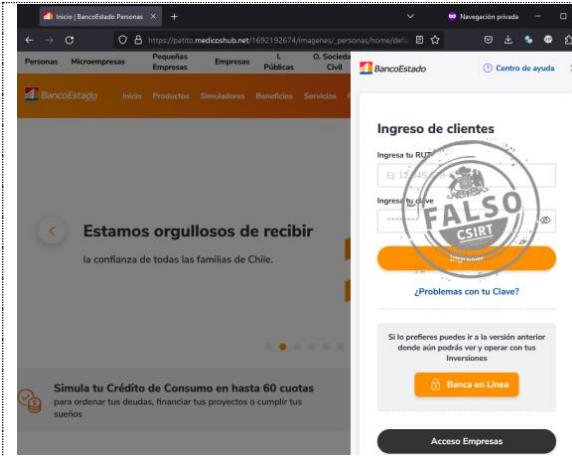 Inicio | BancoEstado Personas
Navegación privada
https://patito.medicoshub.net/1692192674/imagenes/_personas/home/def
Personas Microempresas Pequeñas Empresas Empresas I. Públicas O. Socieda Civil
BancoEstado Inicio Productos Simuladores Beneficios Servicios
Estamos orgullosos de recibir
la confianza de todas las familias de Chile.
Simula tu Crédito de Consumo en hasta 60 cuotas
para ordenar tus deudas, financiar tus proyectos o cumplir tus
sueños
BancoEstado Centro de ayuda
Ingreso de clientes
Ingresa tu RUT
Ej: 12.345.678
Ingresa tu clave
FALSO
CSIRT
Ingresar
¿Problemas con tu Clave?
Si lo prefieres puedes ir a la versión anterior
donde aún podrás ver y operar con tus
Inversiones
Banca en Línea
Acceso Empresas